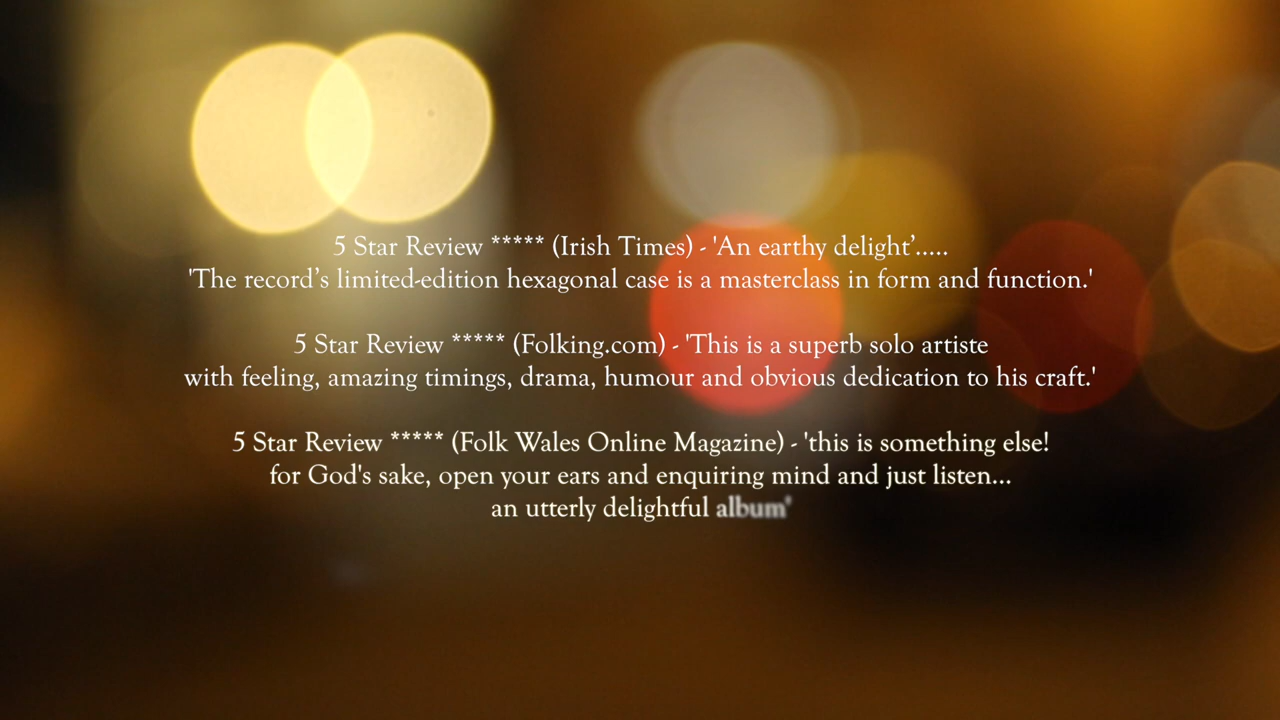 5 Star Review ***** (Irish Times) - 'An earthy delight’.....
'The record’s limited-edition hexagonal case is a masterclass in form and function.'
5 Star Review ***** (Folking.com) - 'This is a superb solo artiste
with feeling, amazing timings, drama, humour and obvious dedication to his craft.'
5 Star Review ***** (Folk Wales Online Magazine) - 'this is something else!
for God's sake, open your ears and enquiring mind and just listen...
an utterly delightful album'